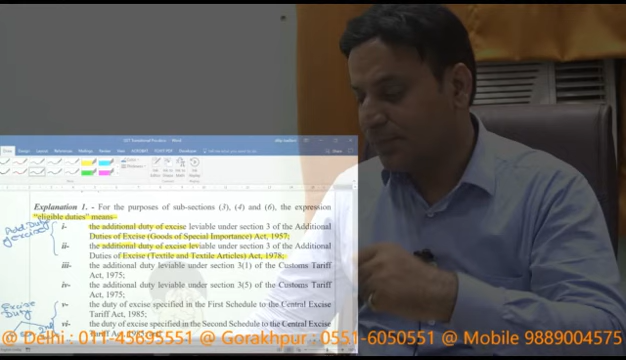 Explanation 1. - For the purposes of sub-sections (3), (4) and (6), the expression
"eligible duties" means-
i- the additional duty of excise leviable under section 3 of the Additional
Duties of Excise (Goods of Special Importance) Act, 1957;
ii- the additional duty of excise leviable under section 3 of the Additional
Duties of Excise (Textile and Textile Articles) Act, 1978;
iii- the additional duty leviable under section 3(1) of the Customs Tariff
Act, 1975;
iv- the additional duty leviable under section 3(5) of the Customs Tariff
Act, 1975;
Excise
Duty
v- the duty of excise specified in the First Schedule to the Central Excise
Tariff Act, 1985;
vi- the duty of excise specified in the Second Schedule to the Central Excise
Tariff Act, 1985
@ Delhi : 011-45695551 @ Gorakhpur : 0551-6050551 @ Mobile 9889004575